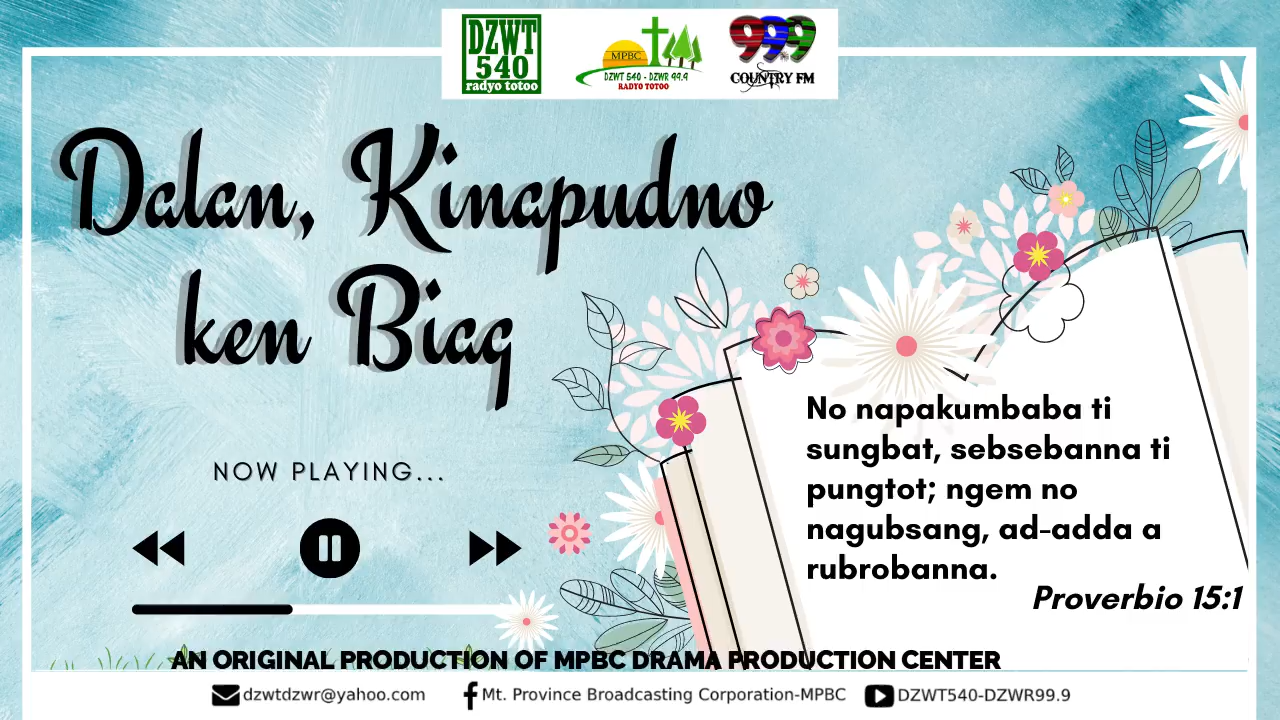 DZWT
540
radyo totoo
MPBC
DZWT 540 - DZWR 99.9
RADYO TOTOO
99.9
COUNTRY FM
Dalan, Kinapudno
ken Biag
NOW PLAYING...
No napakumbaba ti
sungbat, sebsebanna ti
pungtot; ngem no
nagubsang, ad-adda a
rubrobanna.
Proverbio 15:1
AN ORIGINAL PRODUCTION OF MPBC DRAMA PRODUCTION CENTER
dzwtdzwr@yahoo.com Mt. Province Broadcasting Corporation-MPBC DZWT540-DZWR99.9